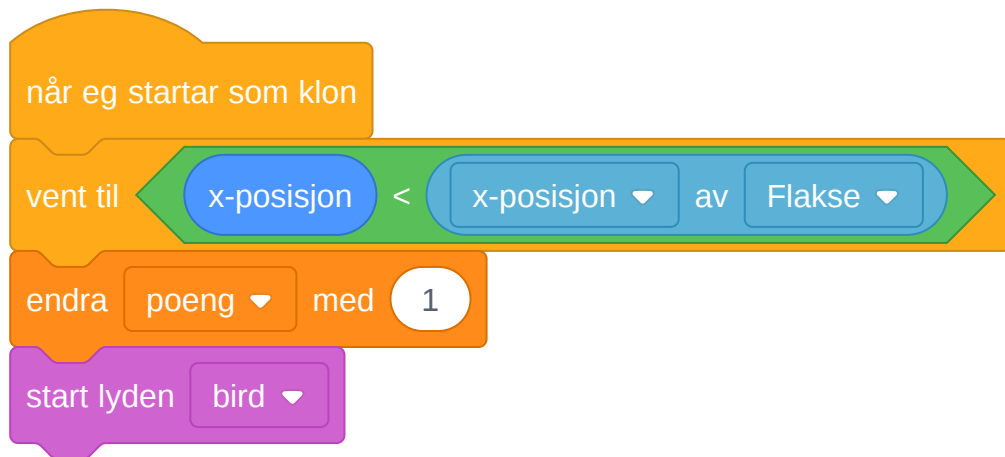 når eg startar som klon
vent til x-posisjon < x-posisjon av Flakse
endra poeng med 1
start lyden bird